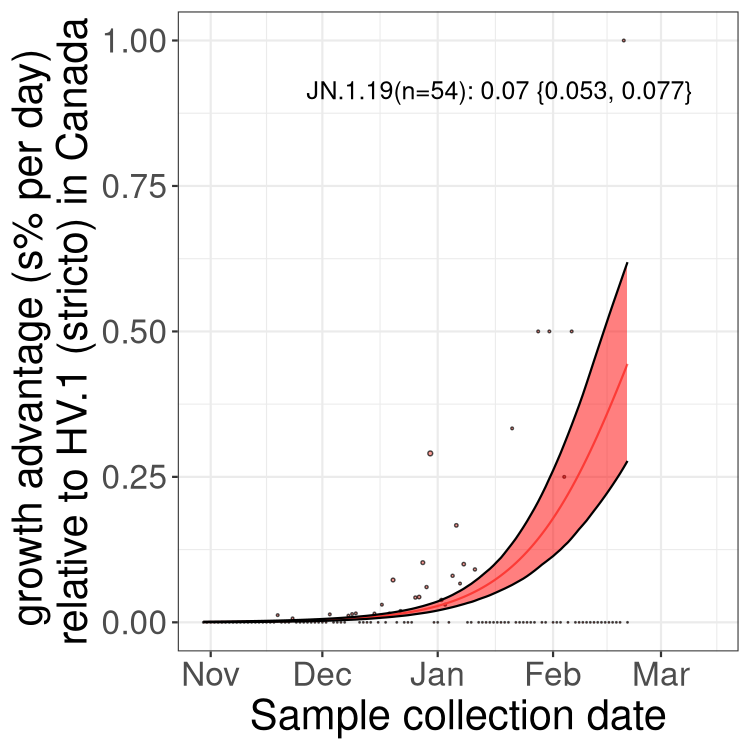 growth advantage (s% per day)
relative to HV.1 (stricto) in Canada
1.00
0.75
0.50
0.25
0.00
JN.1.19(n=54): 0.07 {0.053, 0.077}
Nov Dec Jan Feb Mar
Sample collection date